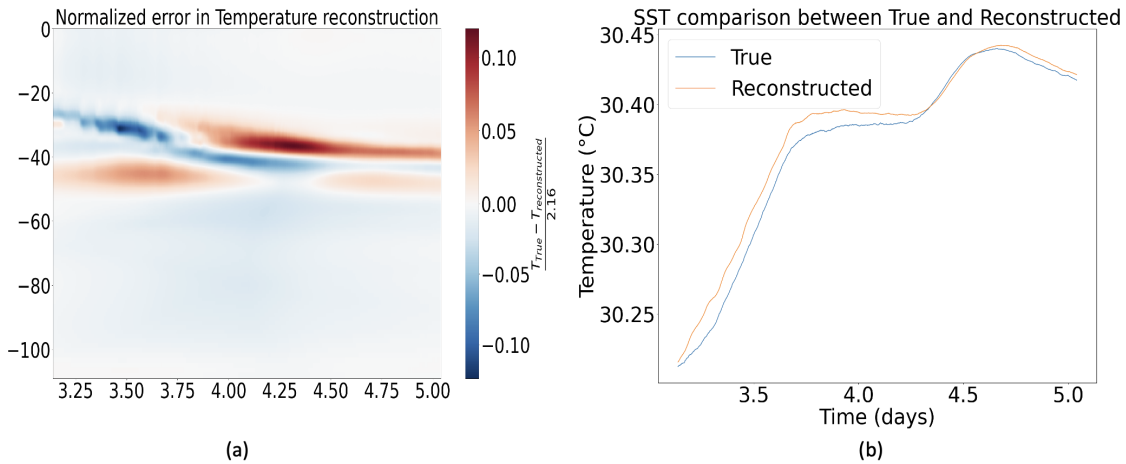 Normalized error in Temperature reconstruction
0
−20
−40
−60
−80
−100
3.25 3.50 3.75 4.00 4.25 4.50 4.75 5.00
0.10
0.05
0.00
−0.05
−0.10
T_True − T_reconstructed
2.16
(a)
SST comparison between True and Reconstructed
True
Reconstructed
30.45
30.40
30.35
30.30
30.25
Temperature (°C)
3.5 4.0 4.5 5.0
Time (days)
(b)